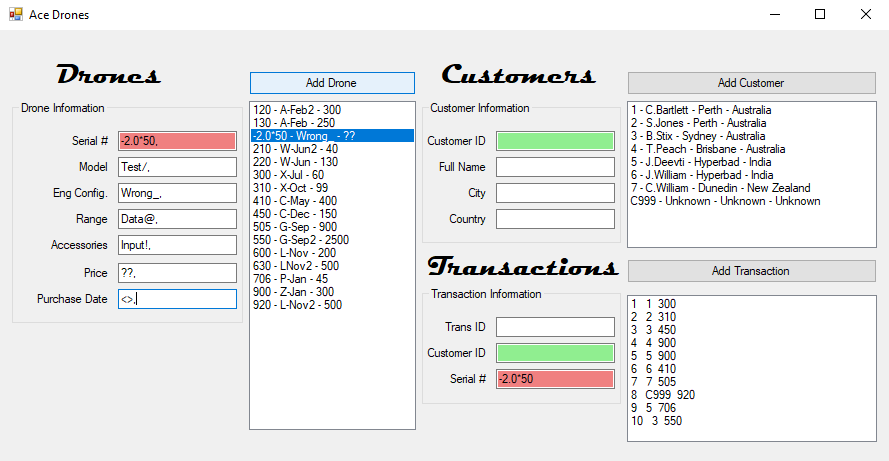 Ace Drones
Drones
Add Drone
Customers
Add Customer
Drone Information
Serial # -2.0*50,
Model Test/,
Eng Config. Wrong_,
Range Data@,
Accessories Input!,
Price ??,
Purchase Date <>,
120 - A-Feb2 - 300
130 - A-Feb - 250
-2.0*50 - Wrong_ - ??
210 - W-Jun2 - 40
220 - W-Jun - 130
300 - X-Jul - 60
310 - X-Oct - 99
410 - C-May - 400
450 - C-Dec - 150
505 - G-Sep - 900
550 - G-Sep2 - 2500
600 - L-Nov - 200
630 - LNov2 - 500
706 - P-Jan - 45
900 - Z-Jan - 300
920 - L-Nov2 - 500
Customer Information
Customer ID
Full Name
City
Country
1 - C.Bartlett - Perth - Australia
2 - S.Jones - Perth - Australia
3 - B.Stix - Sydney - Australia
4 - T.Peach - Brisbane - Australia
5 - J.Deevti - Hyperbad - India
6 - J.William - Hyperbad - India
7 - C.William - Dunedin - New Zealand
C999 - Unknown - Unknown - Unknown
Transactions
Add Transaction
Transaction Information
Trans ID
Customer ID
Serial # -2.0*50
1 1 300
2 2 310
3 3 450
4 4 900
5 5 900
6 6 410
7 7 505
8 C999 920
9 5 706
10 3 550